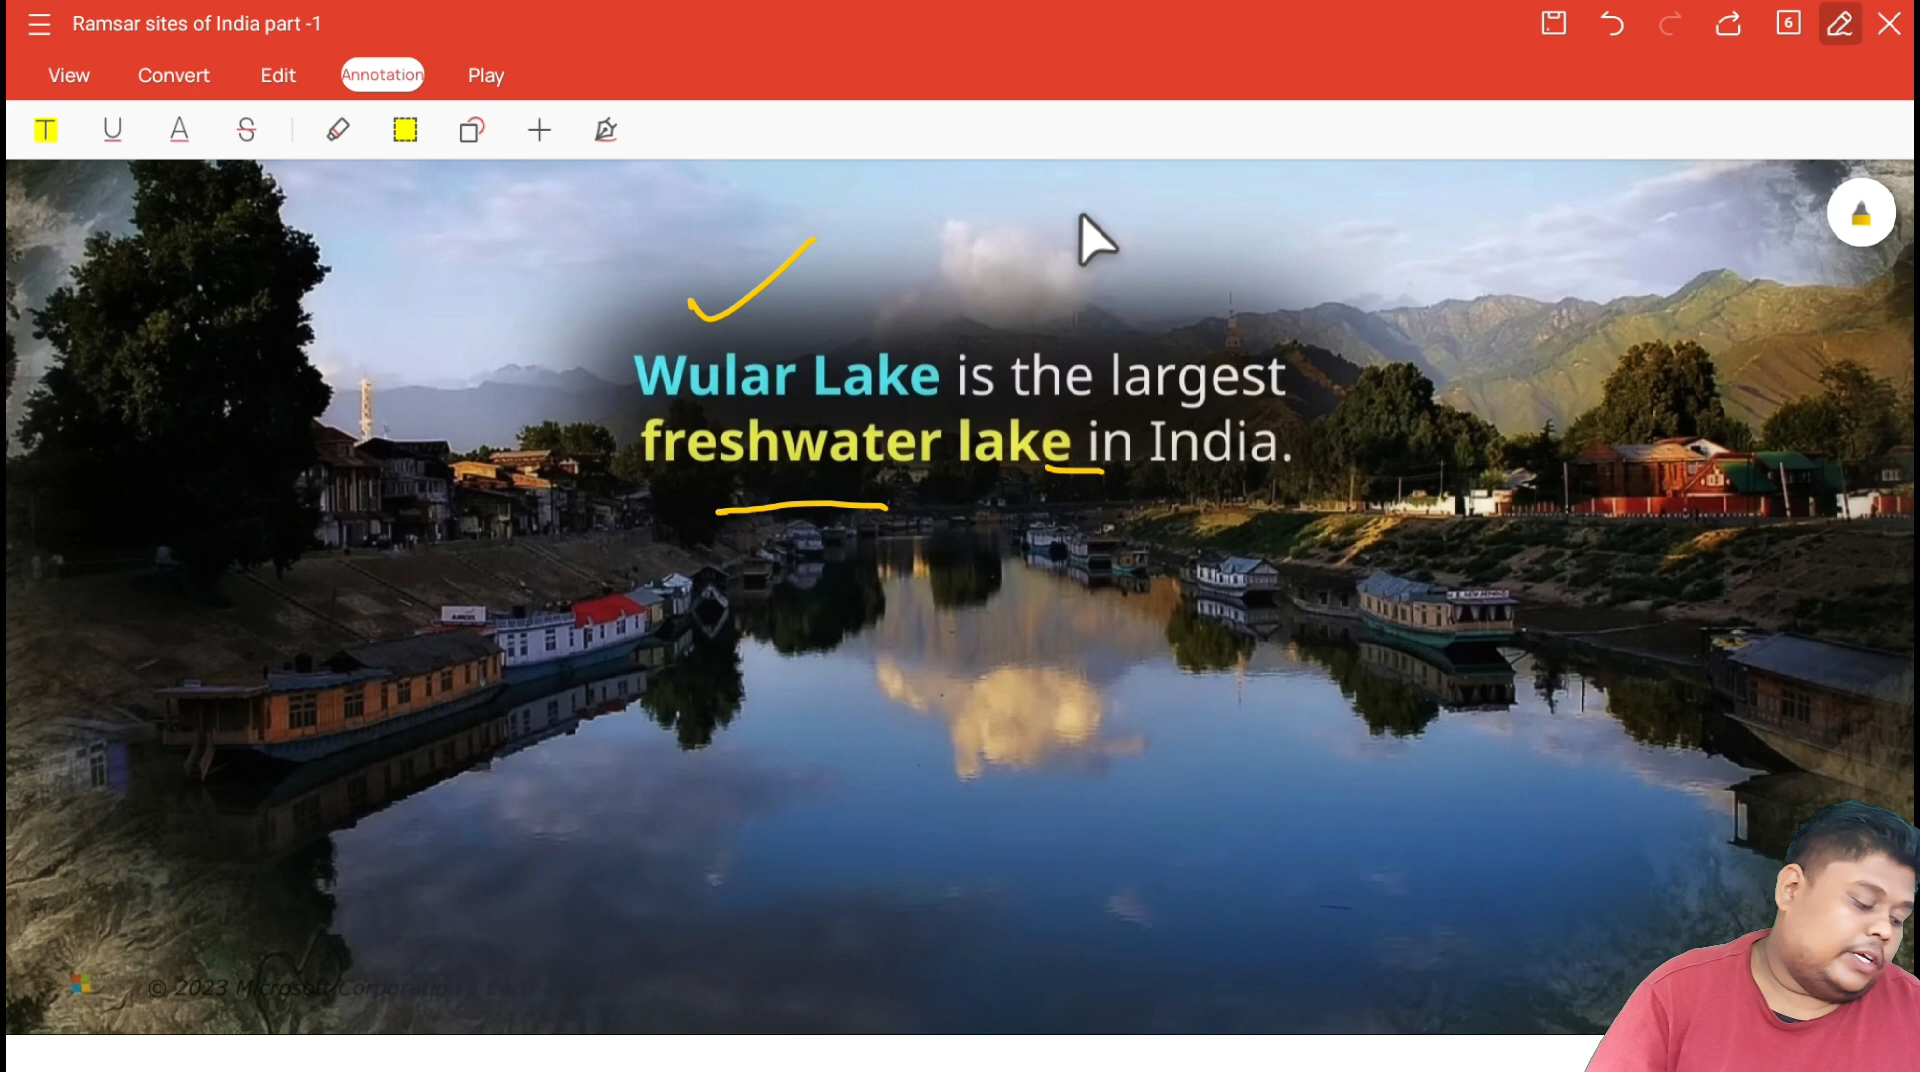 Ramsar sites of India part -1
6
View Convert Edit Annotation Play
T U A S
Wular Lake is the largest
freshwater lake in India.
© 2023 Microsoft Corporation